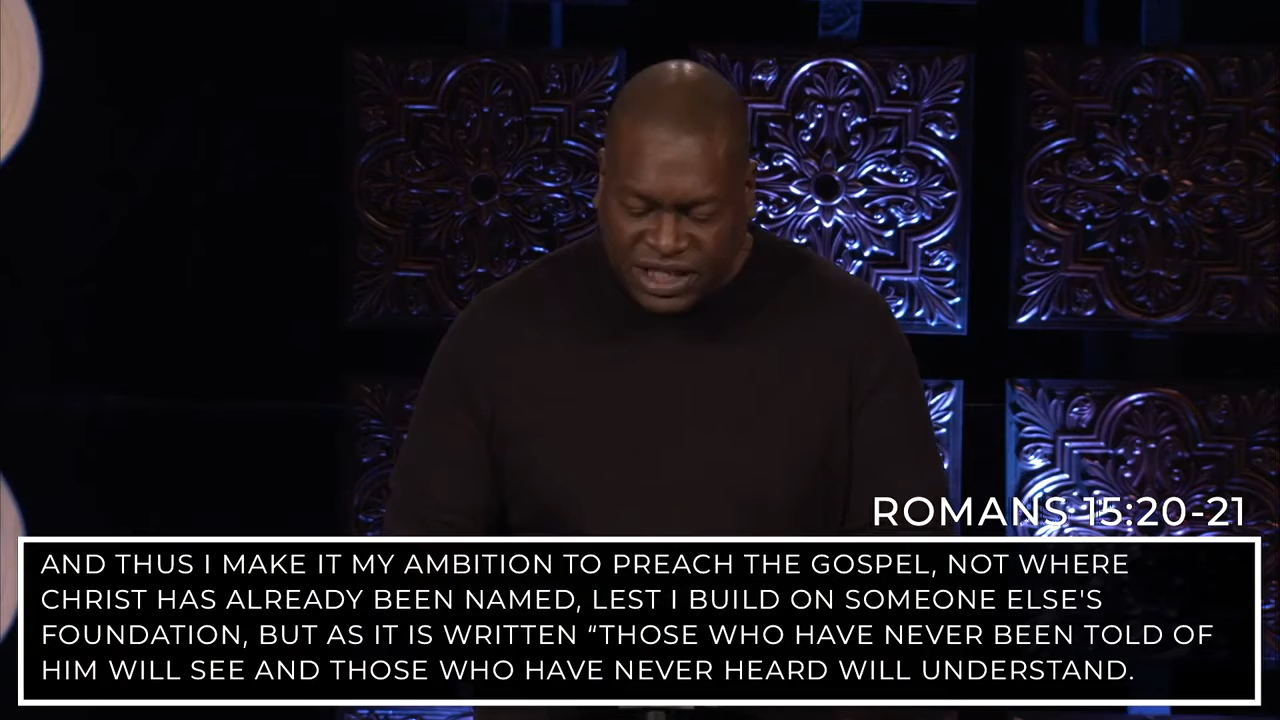 ROMANS 15:20-21
AND THUS I MAKE IT MY AMBITION TO PREACH THE GOSPEL, NOT WHERE
CHRIST HAS ALREADY BEEN NAMED, LEST I BUILD ON SOMEONE ELSE'S
FOUNDATION, BUT AS IT IS WRITTEN “THOSE WHO HAVE NEVER BEEN TOLD OF
HIM WILL SEE AND THOSE WHO HAVE NEVER HEARD WILL UNDERSTAND.